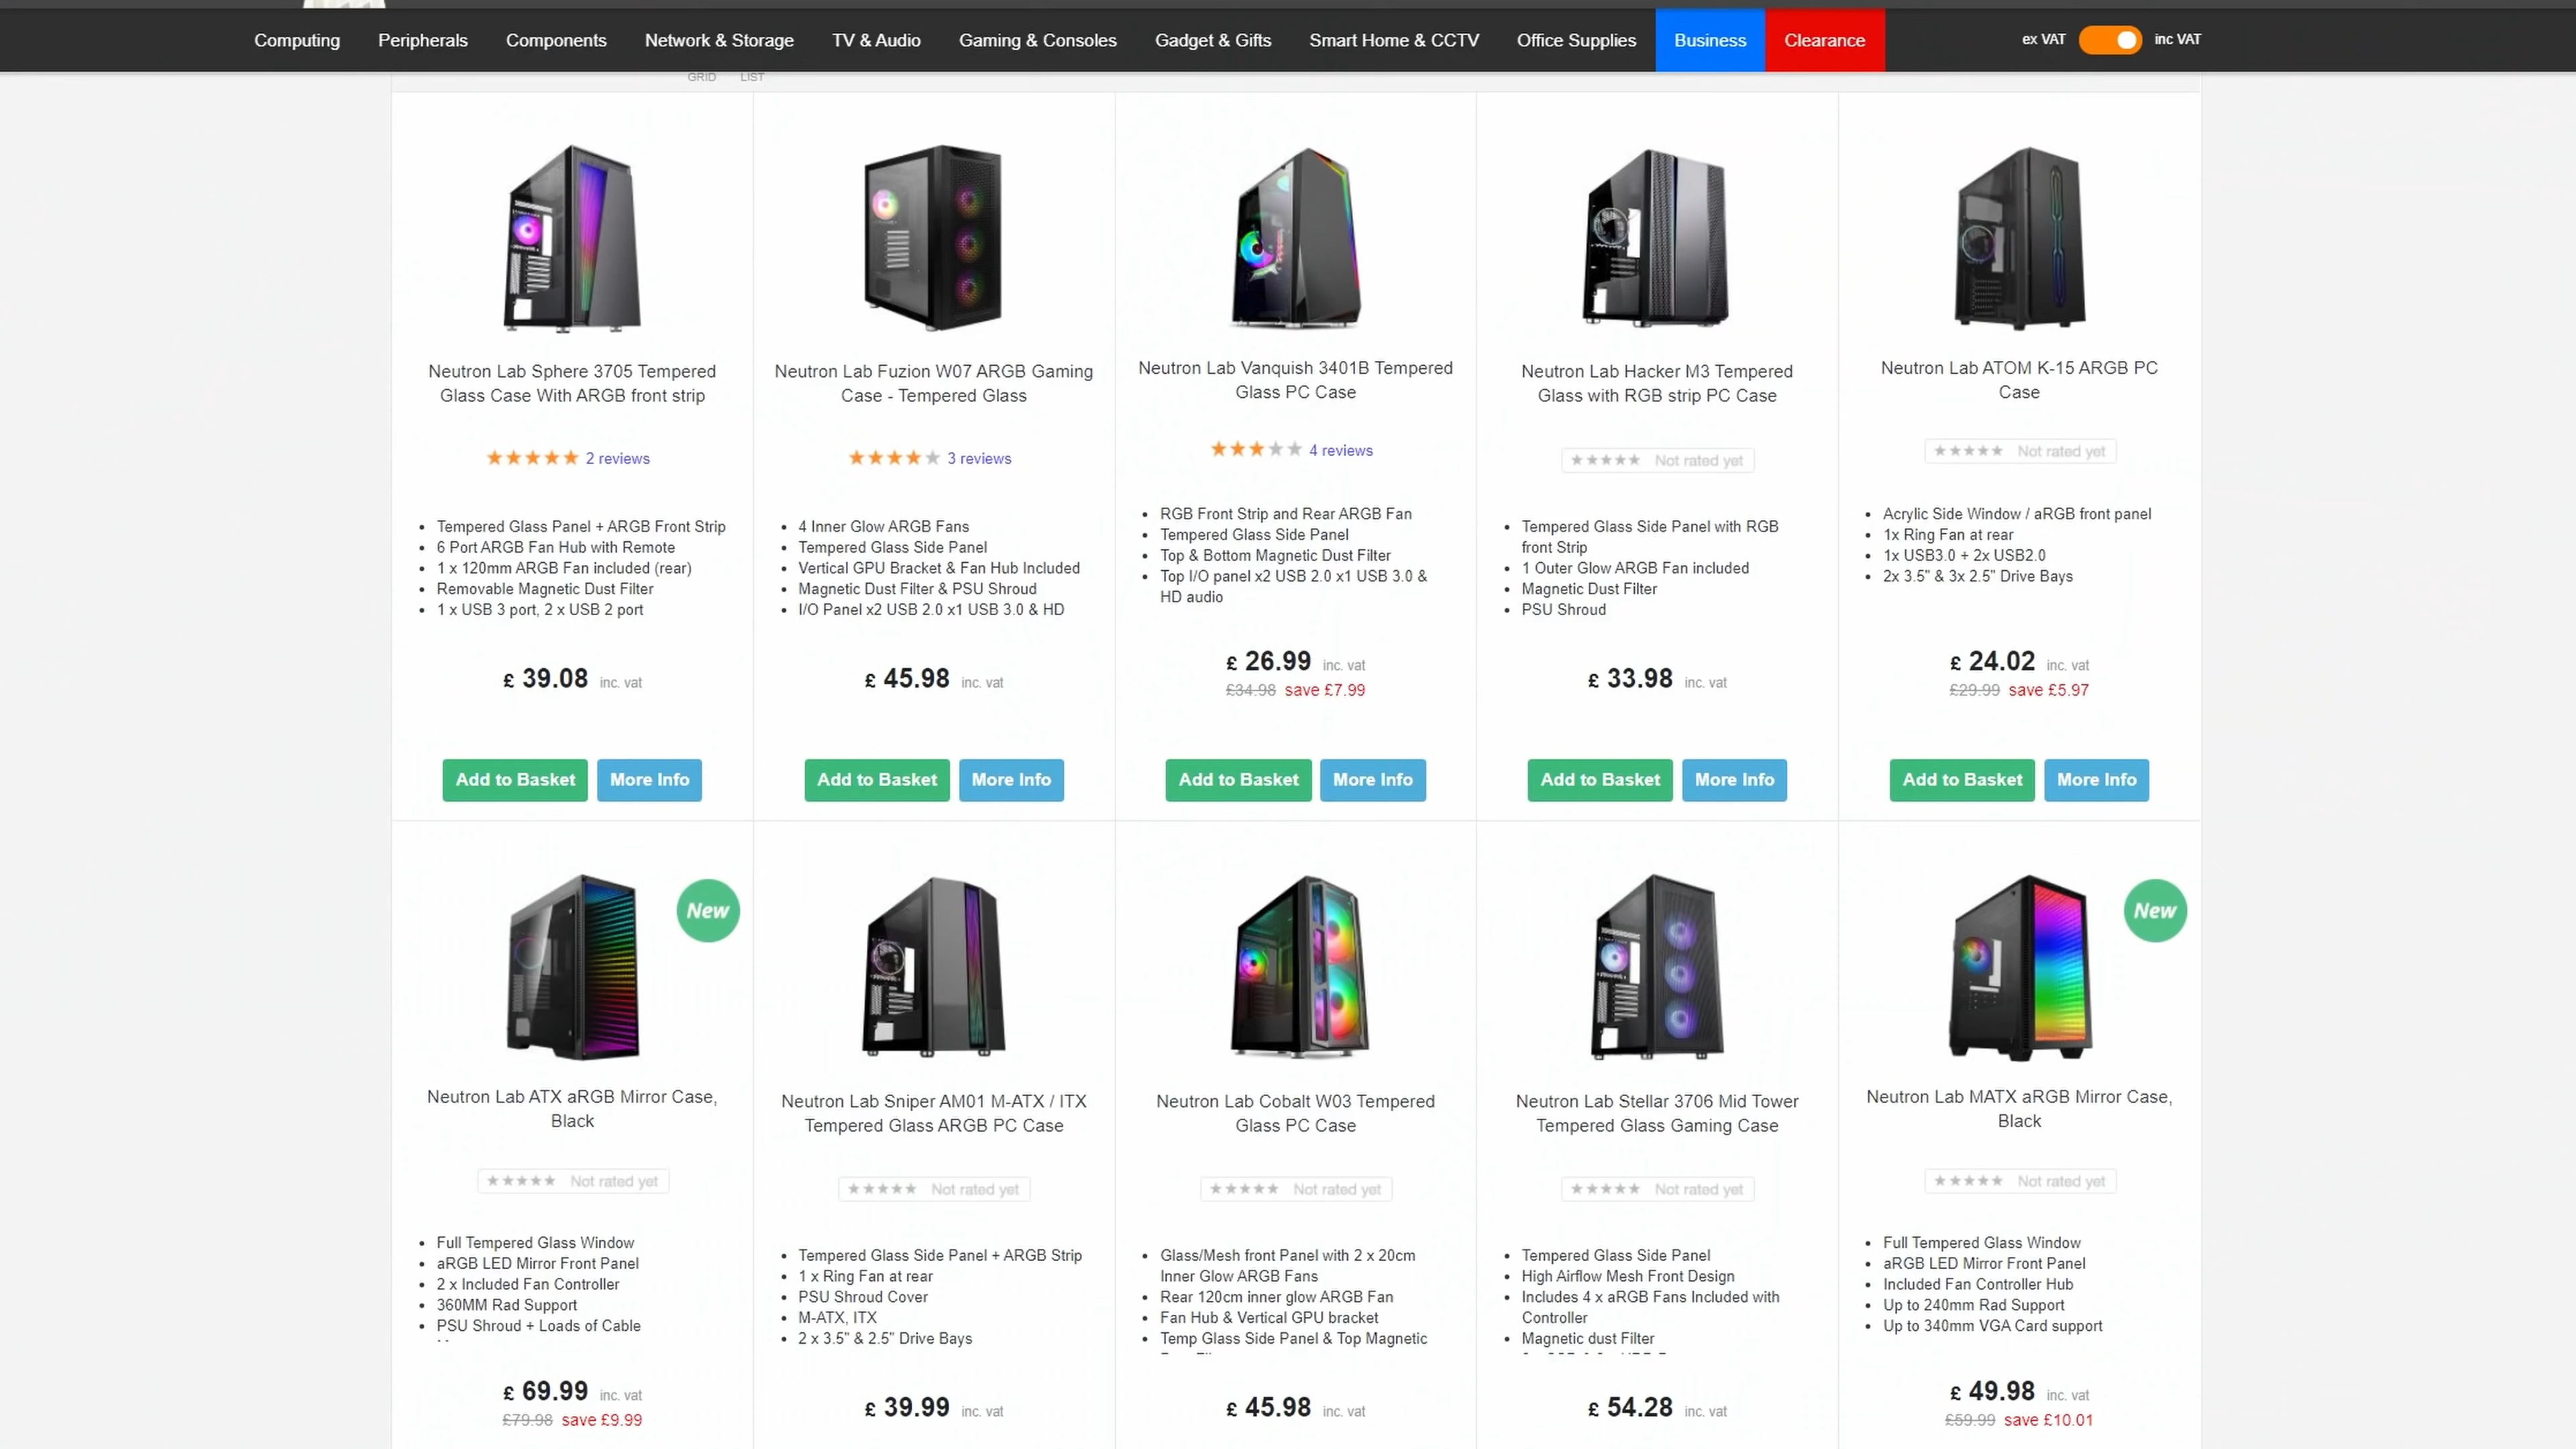 Computing Peripherals Components Network & Storage TV & Audio Gaming & Consoles Gadget & Gifts Smart Home & CCTV Office Supplies Business Clearance ex VAT inc VAT
GRID LIST
Neutron Lab Sphere 3705 Tempered
Glass Case With ARGB front strip
2 reviews
Tempered Glass Panel + ARGB Front Strip
6 Port ARGB Fan Hub with Remote
1 x 120mm ARGB Fan included (rear)
Removable Magnetic Dust Filter
1 x USB 3 port, 2 x USB 2 port
£ 39.08 inc. vat
Add to Basket More Info
Neutron Lab Fuzion W07 ARGB Gaming
Case - Tempered Glass
3 reviews
4 Inner Glow ARGB Fans
Tempered Glass Side Panel
Vertical GPU Bracket & Fan Hub Included
Magnetic Dust Filter & PSU Shroud
I/O Panel x2 USB 2.0 x1 USB 3.0 & HD
£ 45.98 inc. vat
Add to Basket More Info
Neutron Lab Vanquish 3401B Tempered
Glass PC Case
4 reviews
RGB Front Strip and Rear ARGB Fan
Tempered Glass Side Panel
Top & Bottom Magnetic Dust Filter
Top I/O panel x2 USB 2.0 x1 USB 3.0 &
HD audio
£ 26.99 inc. vat
£34.98 save £7.99
Add to Basket More Info
Neutron Lab Hacker M3 Tempered
Glass with RGB strip PC Case
Not rated yet
Tempered Glass Side Panel with RGB
front Strip
1 Outer Glow ARGB Fan included
Magnetic Dust Filter
PSU Shroud
£ 33.98 inc. vat
Add to Basket More Info
Neutron Lab ATOM K-15 ARGB PC
Case
Not rated yet
Acrylic Side Window / aRGB front panel
1x Ring Fan at rear
1x USB3.0 + 2x USB2.0
2x 3.5" & 3x 2.5" Drive Bays
£ 24.02 inc. vat
£29.99 save £5.97
Add to Basket More Info
New
Neutron Lab ATX aRGB Mirror Case,
Black
Not rated yet
Full Tempered Glass Window
aRGB LED Mirror Front Panel
2 x Included Fan Controller
360MM Rad Support
PSU Shroud + Loads of Cable
£ 69.99 inc. vat
£79.98 save £9.99
Neutron Lab Sniper AM01 M-ATX / ITX
Tempered Glass ARGB PC Case
Not rated yet
Tempered Glass Side Panel + ARGB Strip
1 x Ring Fan at rear
PSU Shroud Cover
M-ATX, ITX
2 x 3.5" & 2.5" Drive Bays
£ 39.99 inc. vat
Neutron Lab Cobalt W03 Tempered
Glass PC Case
Not rated yet
Glass/Mesh front Panel with 2 x 20cm
Inner Glow ARGB Fans
Rear 120cm inner glow ARGB Fan
Fan Hub & Vertical GPU bracket
Temp Glass Side Panel & Top Magnetic
£ 45.98 inc. vat
Neutron Lab Stellar 3706 Mid Tower
Tempered Glass Gaming Case
Not rated yet
Tempered Glass Side Panel
High Airflow Mesh Front Design
Includes 4 x aRGB Fans Included with
Controller
Magnetic dust Filter
£ 54.28 inc. vat
New
Neutron Lab MATX aRGB Mirror Case,
Black
Not rated yet
Full Tempered Glass Window
aRGB LED Mirror Front Panel
Included Fan Controller Hub
Up to 240mm Rad Support
Up to 340mm VGA Card support
£ 49.98 inc. vat
£59.99 save £10.01